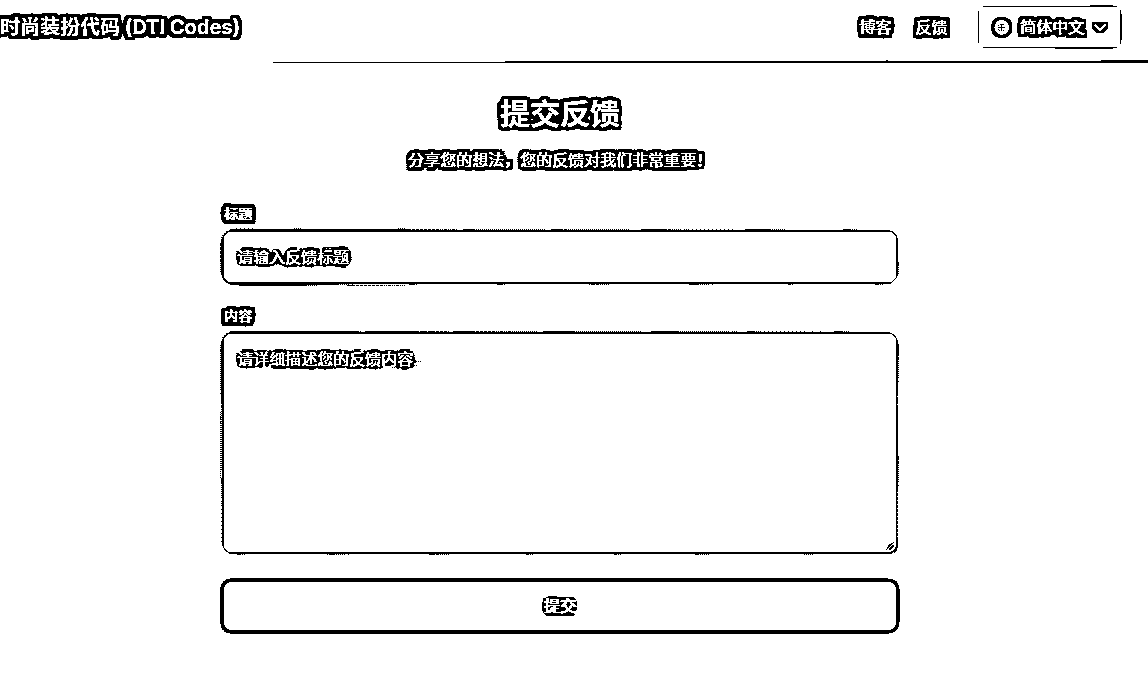 时尚装扮代码 (DTI Codes)
博客 反馈 简体中文
提交反馈
分享您的想法，您的反馈对我们非常重要！
标题
请输入反馈标题
内容
请详细描述您的反馈内容...
提交